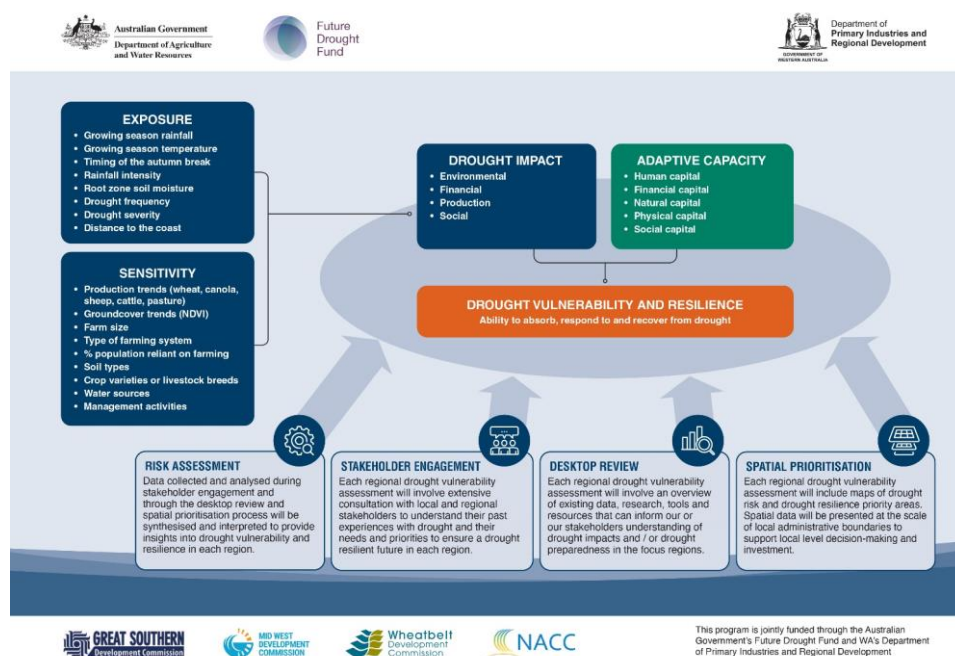 Australian Government
Department of Agriculture
and Water Resources
Future
Drought
Fund
GOVERNMENT OF
WESTERN AUSTRALIA
Department of
Primary Industries and
Regional Development
EXPOSURE
• Growing season rainfall
• Growing season temperature
• Timing of the autumn break
• Rainfall intensity
• Root zone soil moisture
• Drought frequency
• Drought severity
• Distance to the coast
SENSITIVITY
• Production trends (wheat, canola,
sheep, cattle, pasture)
• Groundcover trends (NDVI)
• Farm size
• Type of farming system
• % population reliant on farming
• Soil types
• Crop varieties or livestock breeds
• Water sources
• Management activities
DROUGHT IMPACT
• Environmental
• Financial
• Production
• Social
ADAPTIVE CAPACITY
• Human capital
• Financial capital
• Natural capital
• Physical capital
• Social capital
DROUGHT VULNERABILITY AND RESILIENCE
Ability to absorb, respond to and recover from drought
RISK ASSESSMENT
Data collected and analysed during
stakeholder engagement and
through the desktop review and
spatial prioritisation process will be
synthesised and interpreted to provide
insights into drought vulnerability and
resilience in each region.
STAKEHOLDER ENGAGEMENT
Each regional drought vulnerability
assessment will involve extensive
consultation with local and regional
stakeholders to understand their past
experiences with drought and their
needs and priorities to ensure a drought
resilient future in each region.
DESKTOP REVIEW
Each regional drought vulnerability
assessment will involve an overview
of existing data, research, tools and
resources that can inform our or
our stakeholders understanding of
drought impacts and / or drought
preparedness in the focus regions.
SPATIAL PRIORITISATION
Each regional drought vulnerability
assessment will include maps of drought
risk and drought resilience priority areas.
Spatial data will be presented at the scale
of local administrative boundaries to
support local level decision-making and
investment.
GREAT SOUTHERN
Development Commission
MID WEST
DEVELOPMENT
COMMISSION
Wheatbelt
Development
Commission
NACC
This program is jointly funded through the Australian
Government's Future Drought Fund and WA's Department
of Primary Industries and Regional Development